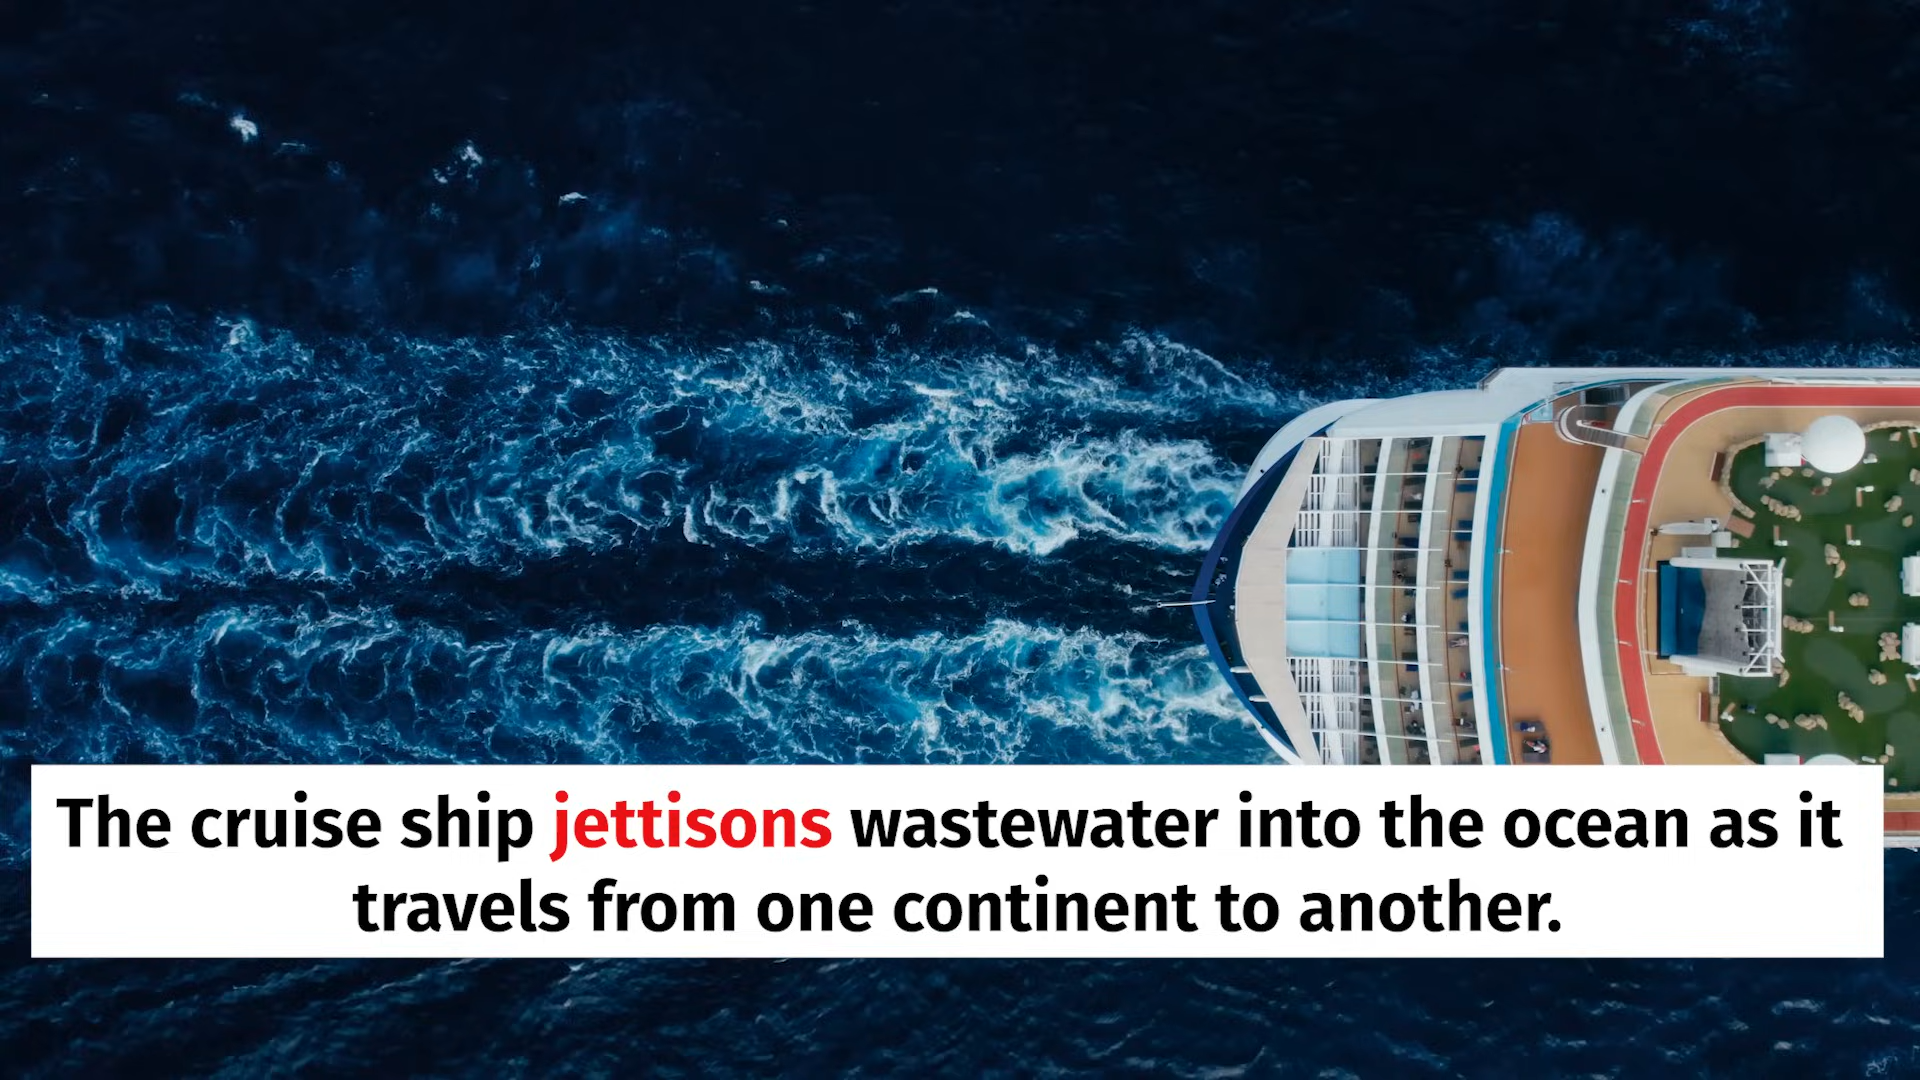 The cruise ship jettisons wastewater into the ocean as it
travels from one continent to another.